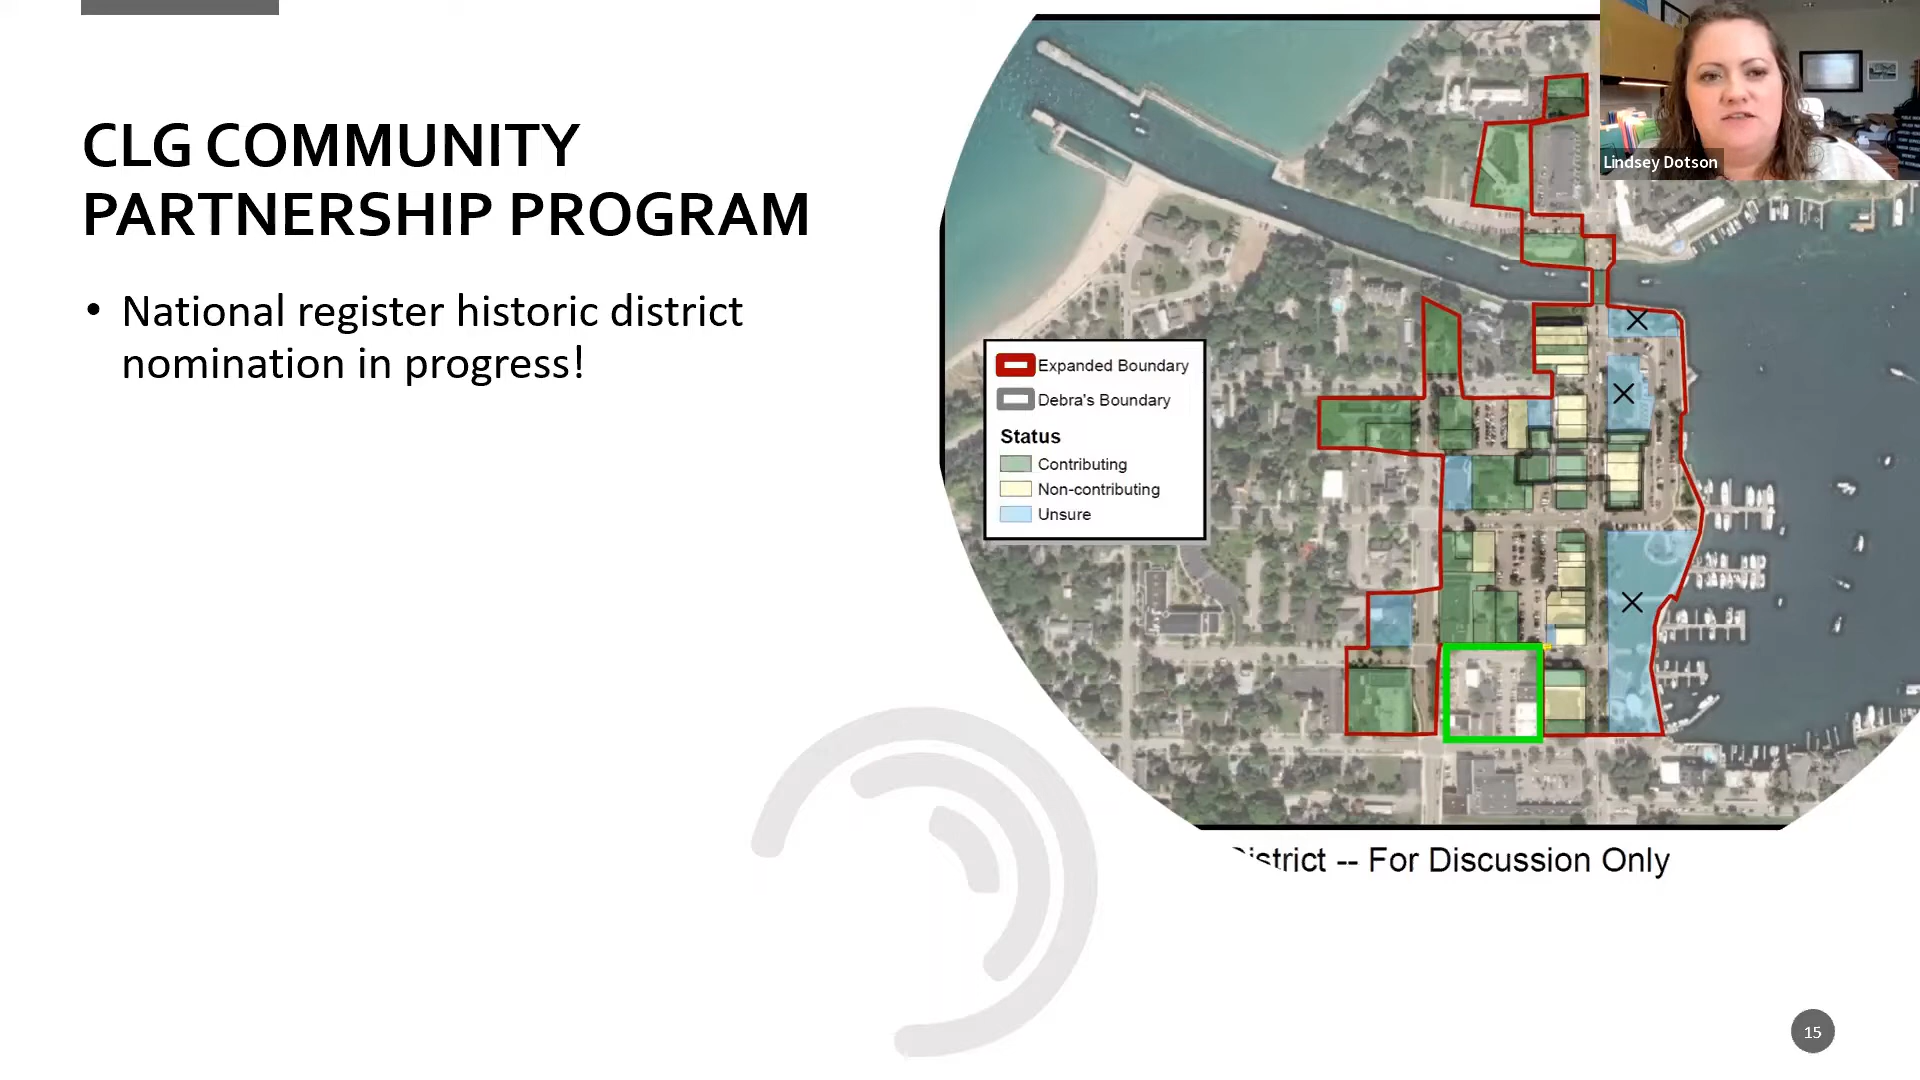 CLG COMMUNITY
PARTNERSHIP PROGRAM
• National register historic district
nomination in progress!
Lindsey Dotson
Expanded Boundary
Debra's Boundary
Status
Contributing
Non-contributing
Unsure
District -- For Discussion Only
15